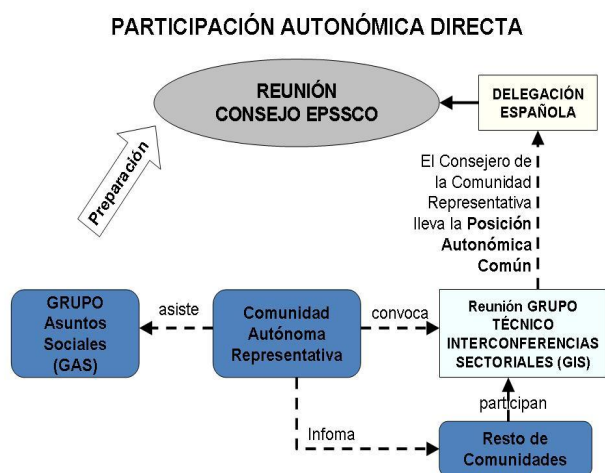 PARTICIPACIÓN AUTONÓMICA DIRECTA
REUNIÓN
CONSEJO EPSSCO
DELEGACIÓN
ESPAÑOLA
Preparación
El Consejero de
la Comunidad
Representativa
lleva la Posición
Autonómica
Común
GRUPO
Asuntos
Sociales
(GAS)
asiste
Comunidad
Autónoma
Representativa
convoca
Reunión GRUPO
TÉCNICO
INTERCONFERENCIAS
SECTORIALES (GIS)
participan
Infoma
Resto de
Comunidades